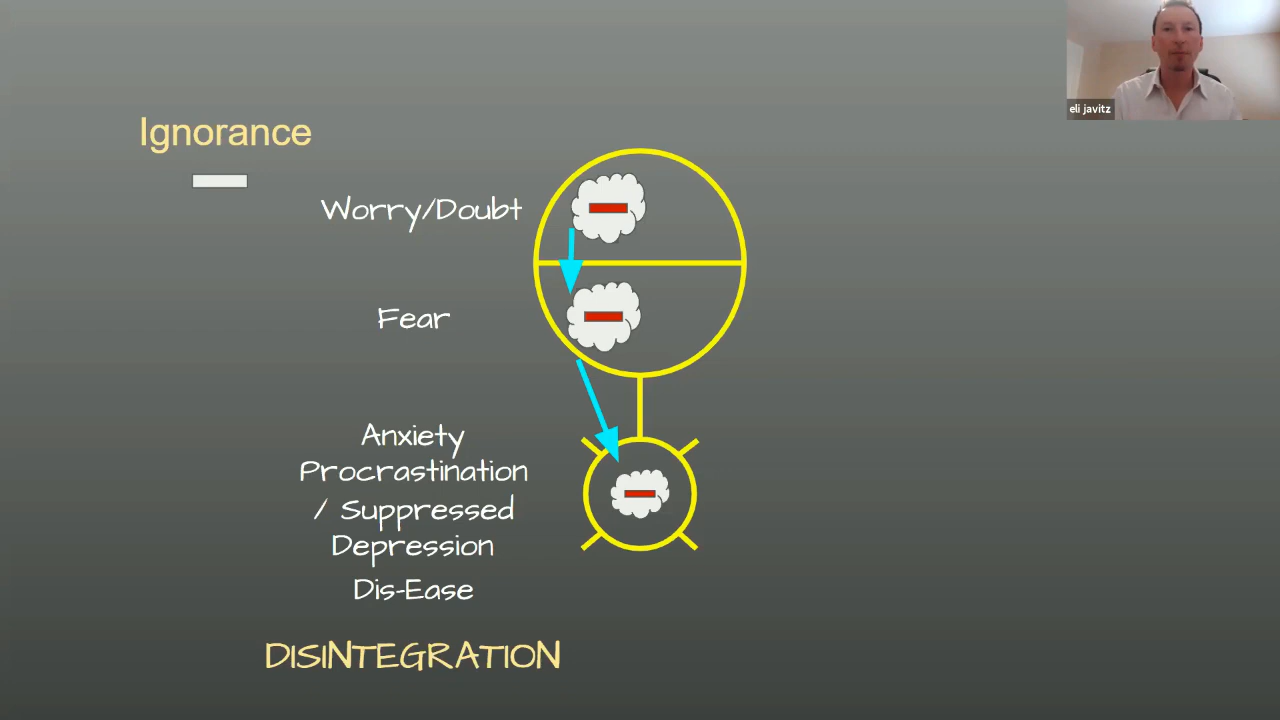 eli javitz
Ignorance
Worry/Doubt
Fear
Anxiety
Procrastination
/ Suppressed
Depression
Dis-Ease
DISINTEGRATION